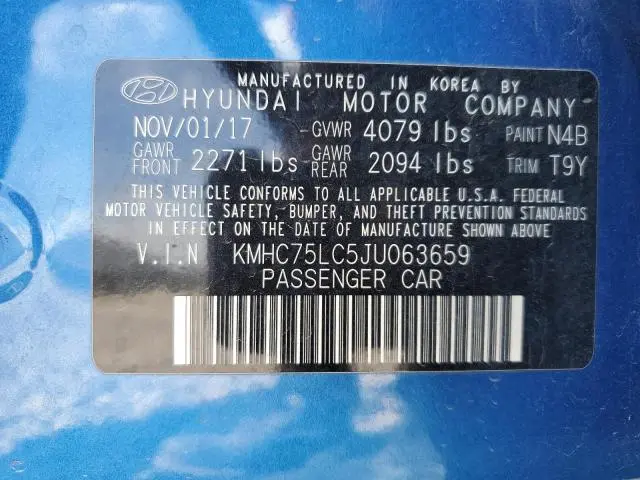 MANUFACTURED IN KOREA BY
HYUNDAI MOTOR COMPANY
NOV/01/17 GVWR 4079 lbs PAINT N4B
GAWR FRONT 2271 lbs GAWR REAR 2094 lbs TRIM T9Y
THIS VEHICLE CONFORMS TO ALL APPLICABLE U.S.A. FEDERAL
MOTOR VEHICLE SAFETY, BUMPER, AND THEFT PREVENTION STANDARDS
IN EFFECT ON THE DATE OF MANUFACTURE SHOWN ABOVE.
V.I.N KMHC75LC5JU063659
PASSENGER CAR